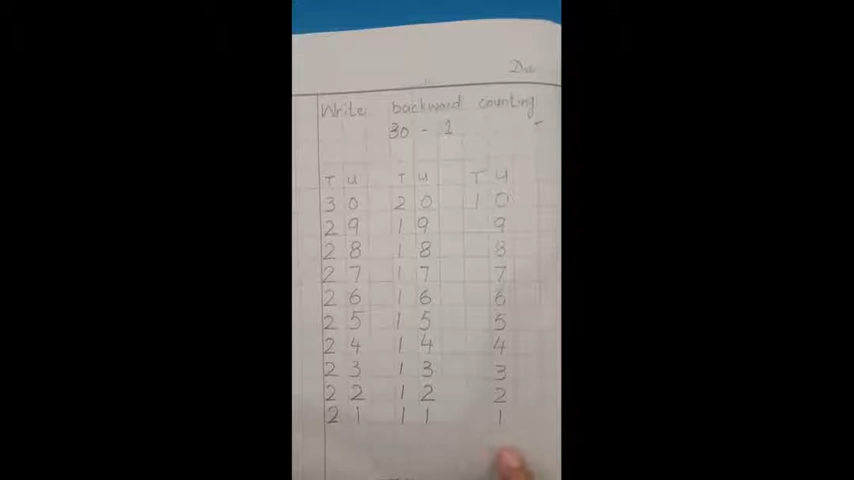 Date
Write backward counting
30 - 1
T U T U T U
3 0 2 0 1 0
2 9 1 9 9
2 8 1 8 8
2 7 1 7 7
2 6 1 6 6
2 5 1 5 5
2 4 1 4 4
2 3 1 3 3
2 2 1 2 2
2 1 1 1 1